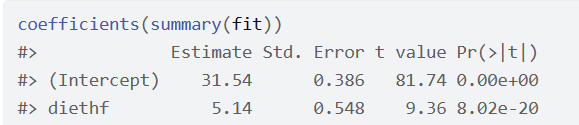 coefficients(summary(fit))
#>             Estimate Std. Error t value Pr(>|t|)
#> (Intercept)    31.54      0.386   81.74 0.00e+00
#> diethf          5.14      0.548    9.36 8.02e-20